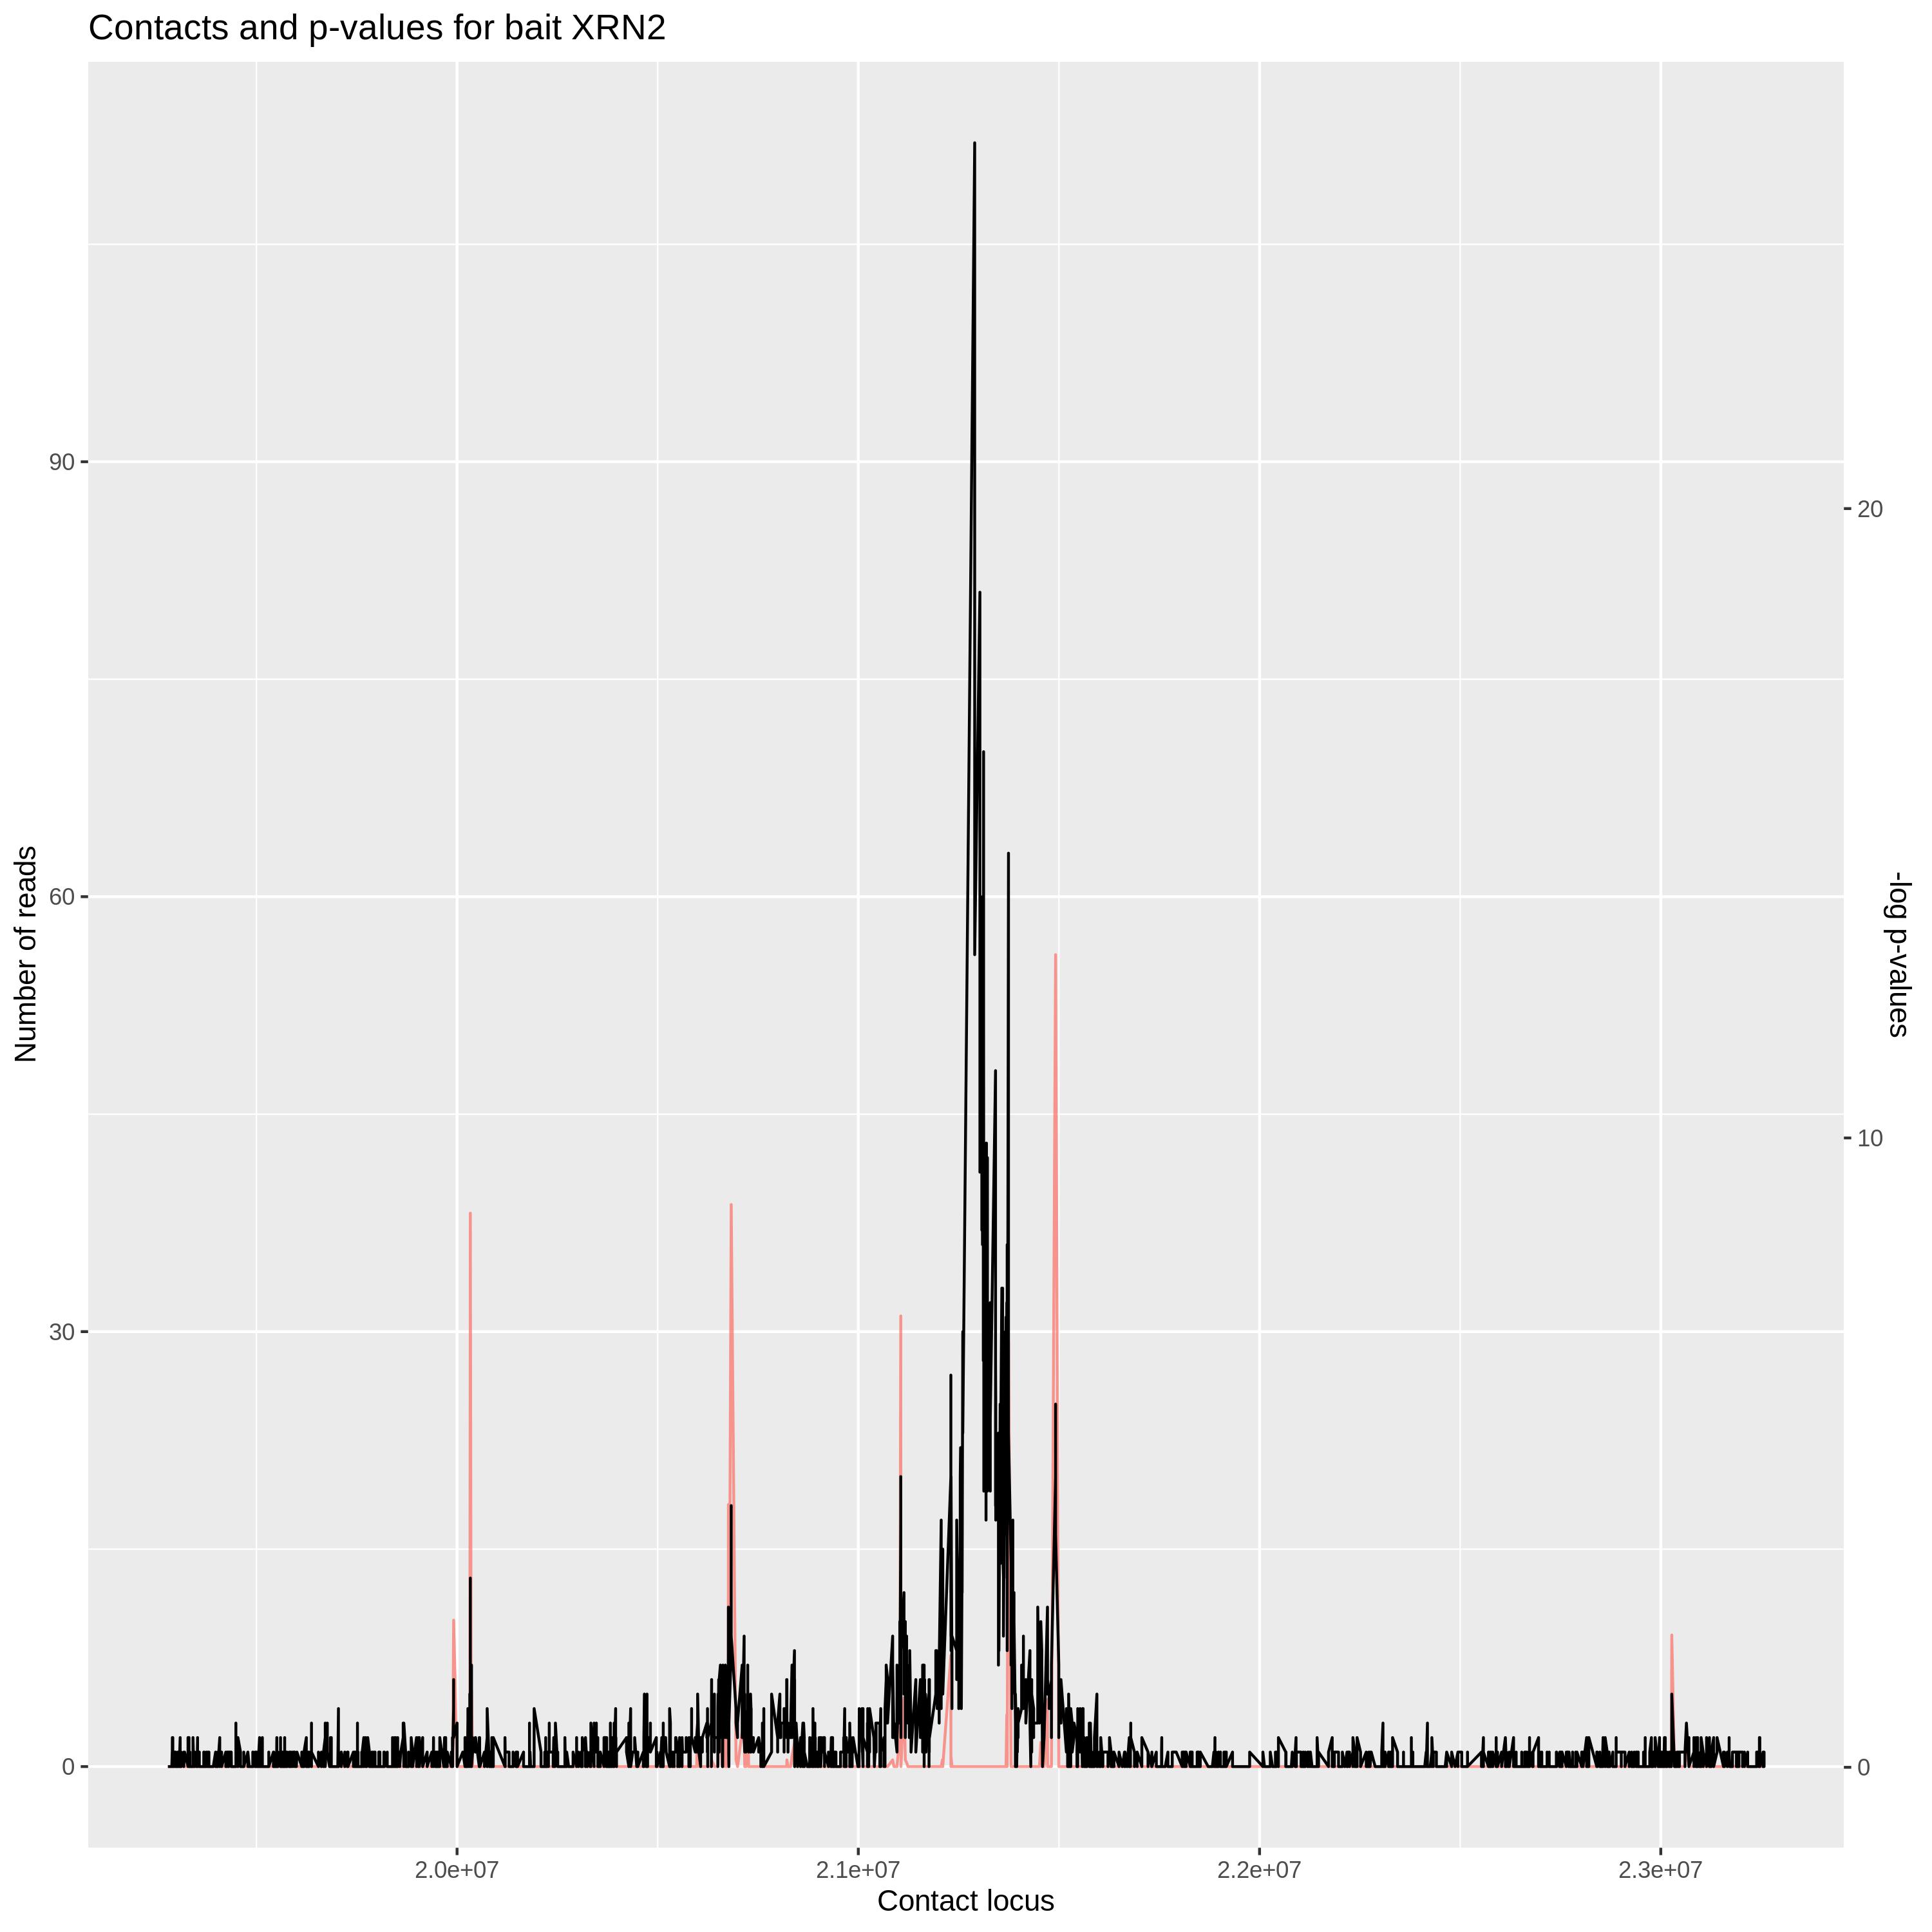 Contacts and p-values for bait XRN2
Number of reads
90
60
30
0
20
10
0
-log p-values
2.0e+07
2.1e+07
2.2e+07
2.3e+07
Contact locus